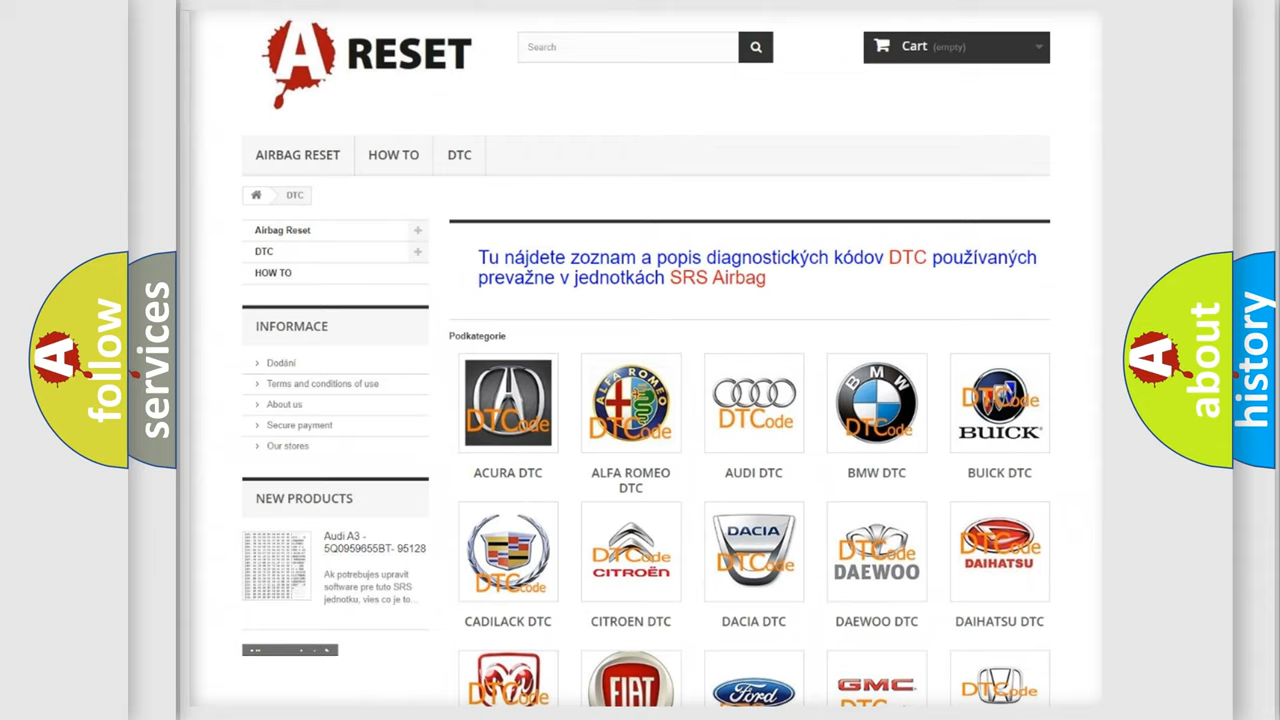 A RESET
Search
Cart (empty)
AIRBAG RESET
HOW TO
DTC
DTC
Airbag Reset
DTC
HOW TO
Tu nájdete zoznam a popis diagnostických kódov DTC používaných
prevažne v jednotkách SRS Airbag
INFORMACE
Dodání
Terms and conditions of use
About us
Secure payment
Our stores
NEW PRODUCTS
Audi A3 -
5Q0959655BT- 95128
Ak potrebujes upravit
software pre tuto SRS
jednotku, vies co je to...
Podkategorie
DTCode
ALFA ROMEO
DTCode
DTCode
BMW
DTCode
DTCode
BUICK
ACURA DTC
ALFA ROMEO
DTC
AUDI DTC
BMW DTC
BUICK DTC
DTCode
DTCode
CITROËN
DACIA
DTCode
DTCode
DAEWOO
DTCode
DAIHATSU
CADILACK DTC
CITROEN DTC
DACIA DTC
DAEWOO DTC
DAIHATSU DTC
DTCode
FIAT
Ford
GMC
DTCode
A follow
services
A about
history